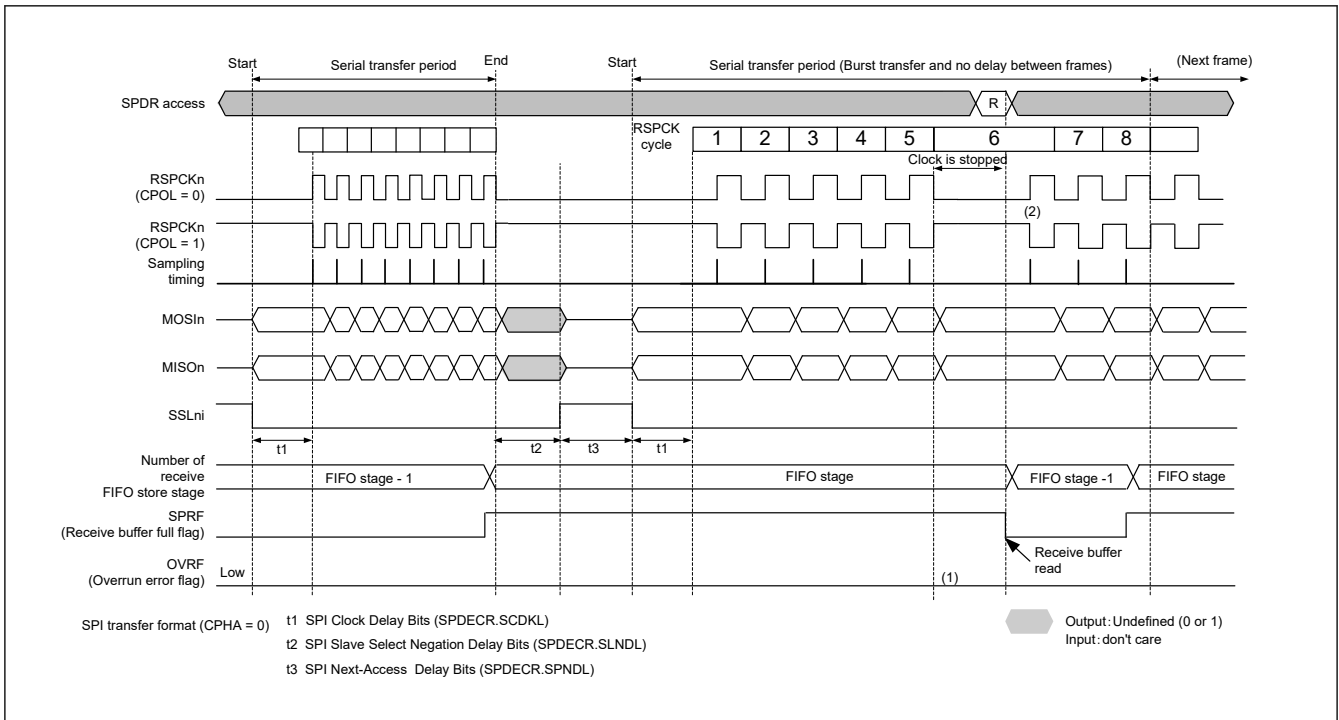 Start
Serial transfer period
End
Start
Serial transfer period (Burst transfer and no delay between frames)
(Next frame)
SPDR access
R
RSPCK
cycle
1 2 3 4 5 6 7 8
Clock is stopped
RSPCKn
(CPOL = 0)
(2)
RSPCKn
(CPOL = 1)
Sampling
timing
MOSIn
MISOn
SSLni
t1
t2
t3
t1
Number of
receive
FIFO store stage
FIFO stage - 1
FIFO stage
FIFO stage -1
FIFO stage
SPRF
(Receive buffer full flag)
Receive buffer
read
OVRF
(Overrun error flag)
Low
(1)
SPI transfer format (CPHA = 0)
t1 SPI Clock Delay Bits (SPDECR.SCDKL)
t2 SPI Slave Select Negation Delay Bits (SPDECR.SLNDL)
t3 SPI Next-Access Delay Bits (SPDECR.SPNDL)
Output: Undefined (0 or 1)
Input: don't care